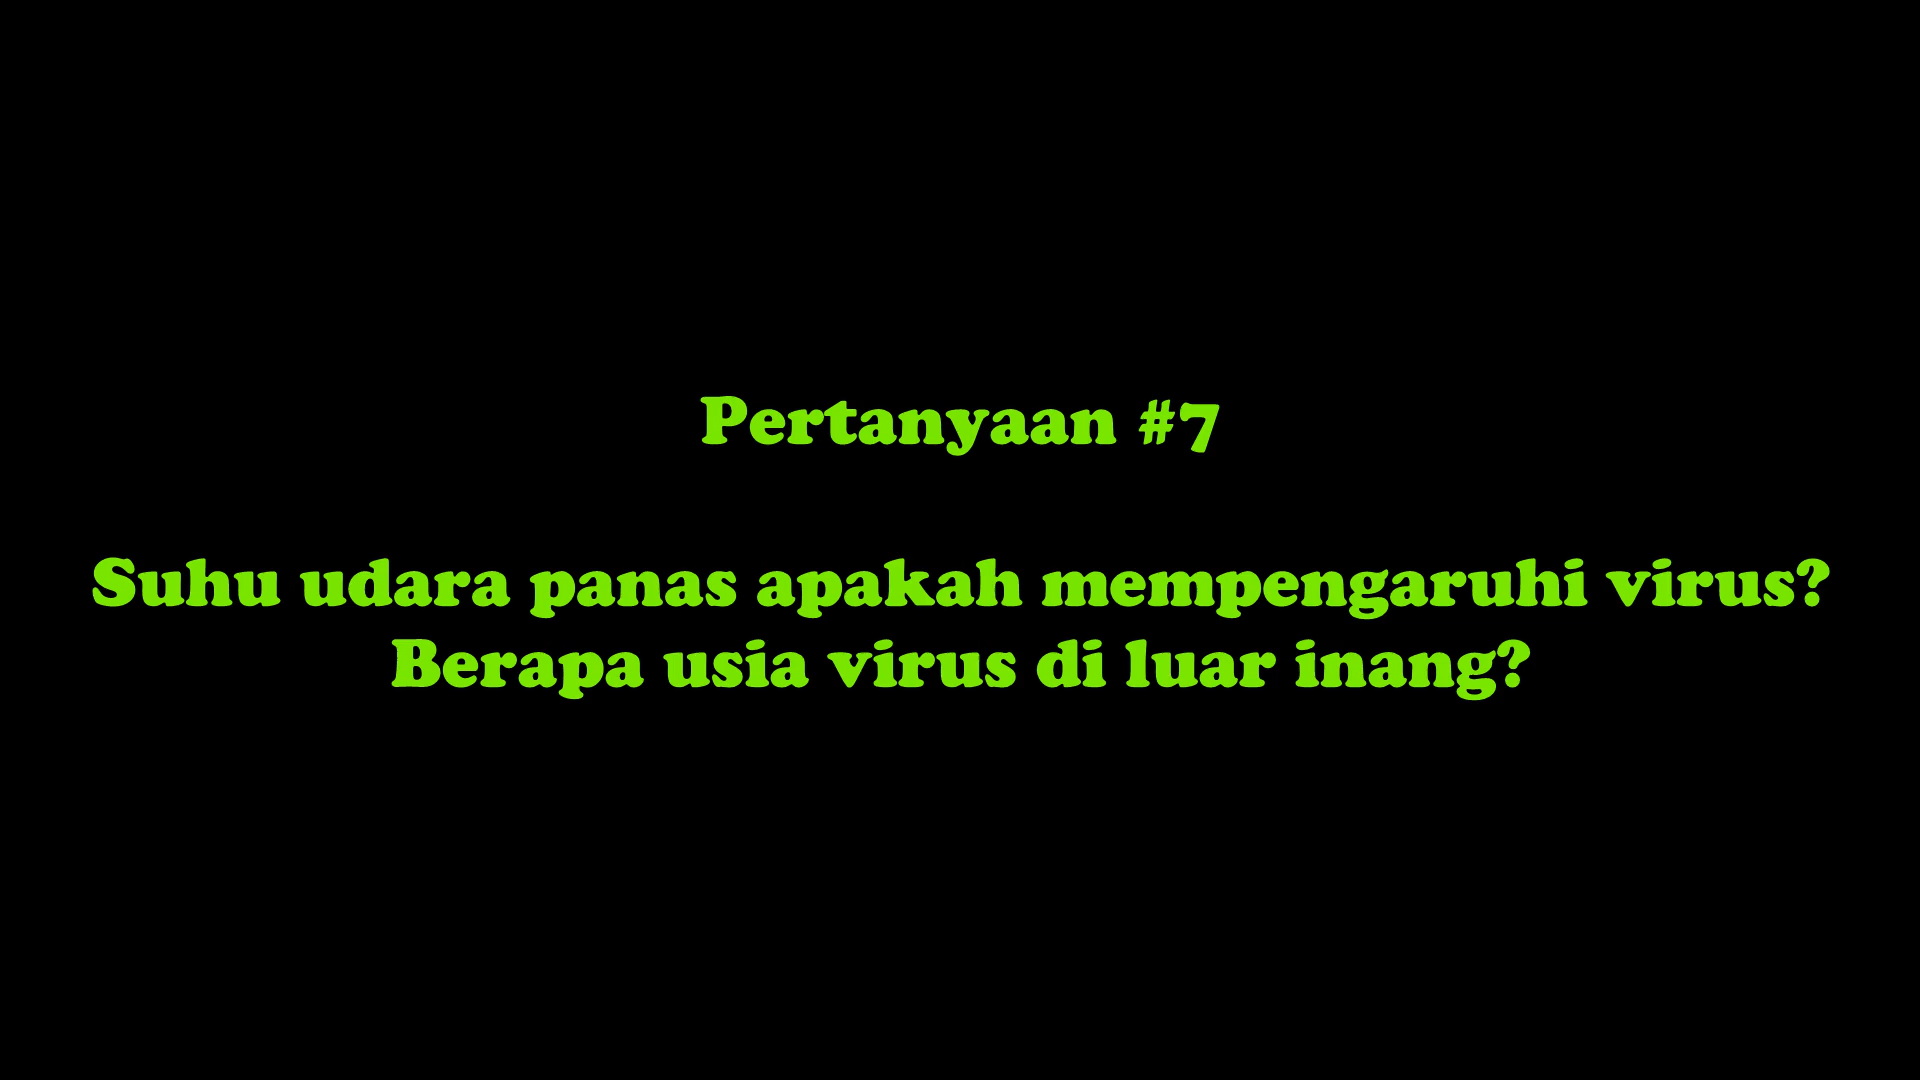 Pertanyaan #7
Suhu udara panas apakah mempengaruhi virus?
Berapa usia virus di luar inang?